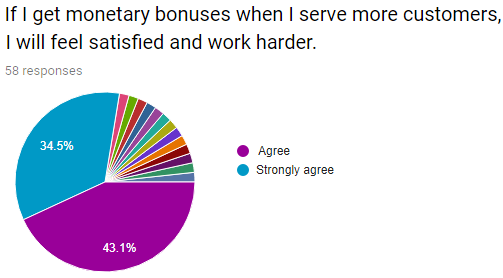 If I get monetary bonuses when I serve more customers,
I will feel satisfied and work harder.
58 responses
34.5%
43.1%
Agree
Strongly agree